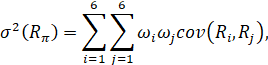 σ²(R_π) = ∑_{i=1}^{6} ∑_{j=1}^{6} ω_i ω_j cov(R_i, R_j),